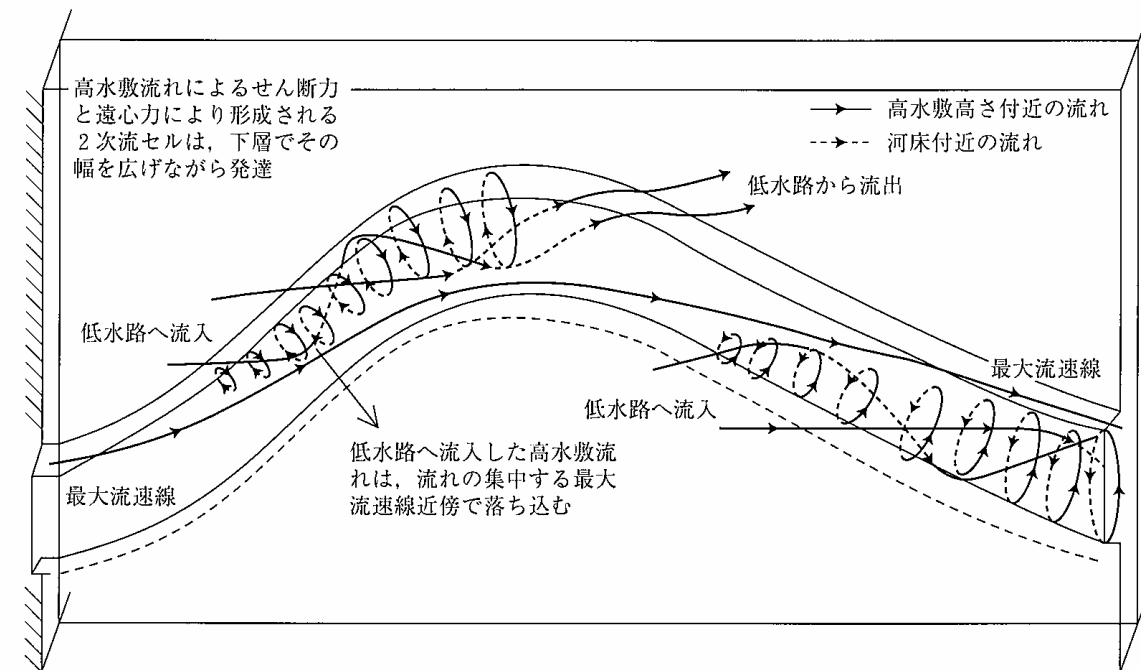 高水敷流れによるせん断力
と遠心力により形成される
2次流セルは，下層でその
幅を広げながら発達
高水敷高さ付近の流れ
河床付近の流れ
低水路から流出
低水路へ流入
最大流速線
低水路へ流入
低水路へ流入した高水敷流
れは，流れの集中する最大
流速線近傍で落ち込む
最大流速線